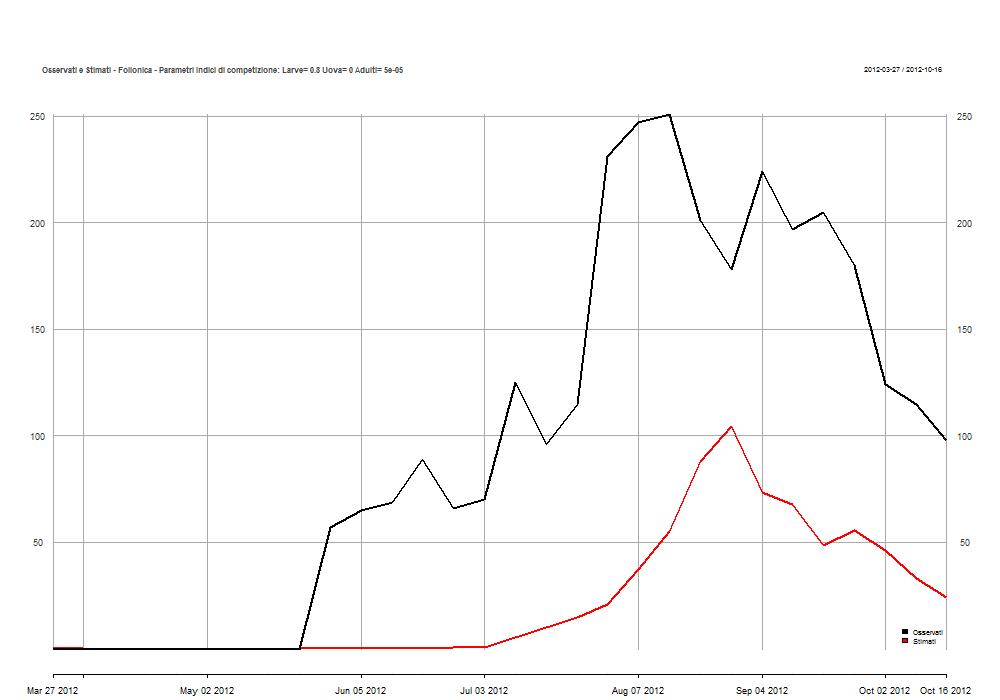 Osservati e Stimati - Follonica - Parametri indici di competizione: Larve= 0.8 Uova= 0 Adulti= 5e-05
2012-03-27 / 2012-10-16
250 250
200 200
150 150
100 100
50 50
Osservati
Stimati
Mar 27 2012 May 02 2012 Jun 05 2012 Jul 03 2012 Aug 07 2012 Sep 04 2012 Oct 02 2012 Oct 16 2012